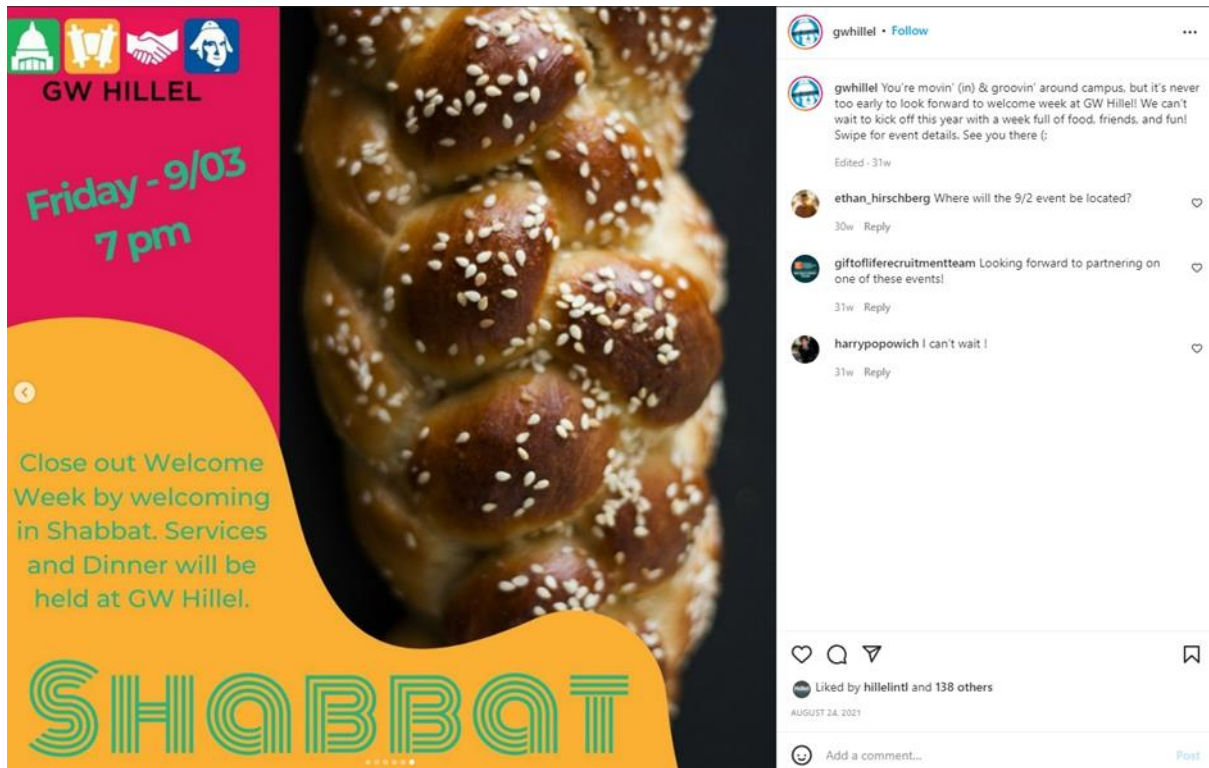 GW HILLEL
Friday - 9/03
7 pm
Close out Welcome
Week by welcoming
in Shabbat. Services
and Dinner will be
held at GW Hillel.
SHaBBaT
gwhillel • Follow
gwhillel You're movin' (in) & groovin' around campus, but it's never
too early to look forward to welcome week at GW Hillel! We can't
wait to kick off this year with a week full of food, friends, and fun!
Swipe for event details. See you there (:
Edited · 31w
ethan_hirschberg Where will the 9/2 event be located?
30w Reply
giftofliferecruitmentteam Looking forward to partnering on
one of these events!
31w Reply
harrypopowich I can't wait !
31w Reply
Liked by hillelintl and 138 others
AUGUST 24, 2021
Add a comment...
Post